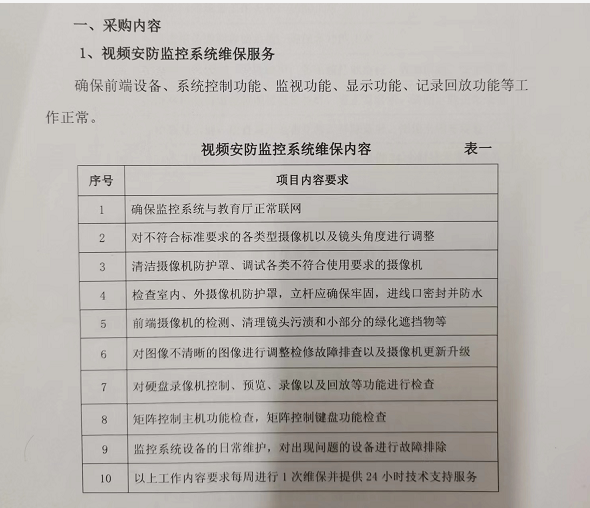 一、采购内容
1、视频安防监控系统维保服务
确保前端设备、系统控制功能、监视功能、显示功能、记录回放功能等工
作正常。
视频安防监控系统维保内容 表一
序号 项目内容要求
1 确保监控系统与教育厅正常联网
2 对不符合标准要求的各类型摄像机以及镜头角度进行调整
3 清洁摄像机防护罩、调试各类不符合使用要求的摄像机
4 检查室内、外摄像机防护罩，立杆应确保牢固，进线口密封并防水
5 前端摄像机的检测、清理镜头污渍和小部分的绿化遮挡物等
6 对图像不清晰的图像进行调整检修故障排查以及摄像机更新升级
7 对硬盘录像机控制、预览、录像以及回放等功能进行检查
8 矩阵控制主机功能检查，矩阵控制键盘功能检查
9 监控系统设备的日常维护，对出现问题的设备进行故障排除
10 以上工作内容要求每周进行 1 次维保并提供 24 小时技术支持服务